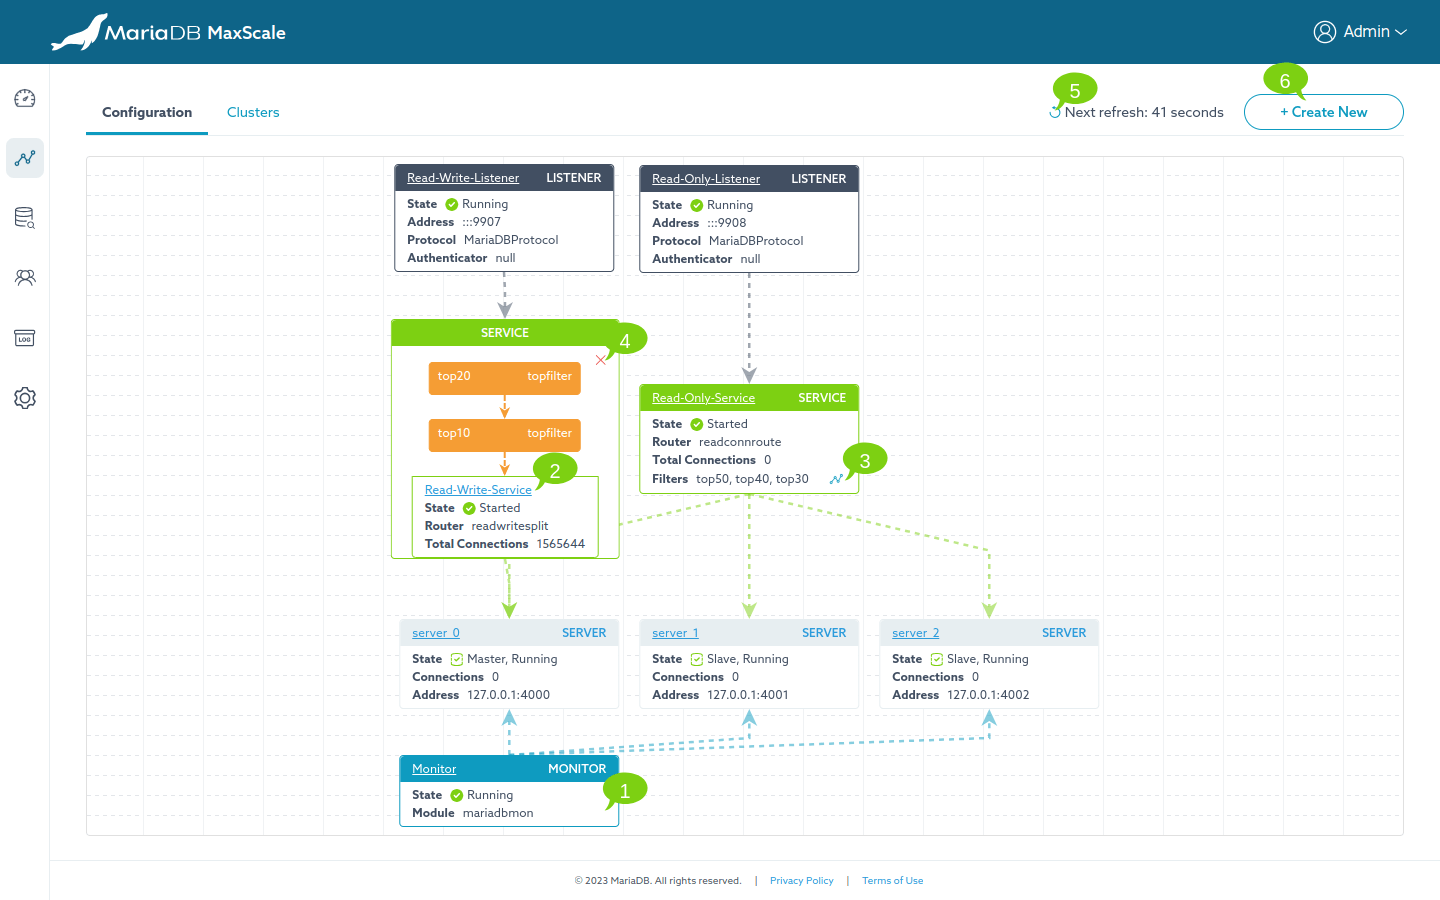 MariaDB MaxScale
Admin
Configuration
Clusters
5
Next refresh: 41 seconds
6
+ Create New
Read-Write-Listener LISTENER
State Running
Address :::9907
Protocol MariaDBProtocol
Authenticator null
Read-Only-Listener LISTENER
State Running
Address :::9908
Protocol MariaDBProtocol
Authenticator null
SERVICE
4
top20 topfilter
top10 topfilter
2
Read-Write-Service
State Started
Router readwritesplit
Total Connections 1565644
Read-Only-Service SERVICE
State Started
Router readconnroute
Total Connections 0
Filters top50, top40, top30
3
server_0 SERVER
State Master, Running
Connections 0
Address 127.0.0.1:4000
server_1 SERVER
State Slave, Running
Connections 0
Address 127.0.0.1:4001
server_2 SERVER
State Slave, Running
Connections 0
Address 127.0.0.1:4002
Monitor MONITOR
State Running
Module mariadbmon
1
LOG
© 2023 MariaDB. All rights reserved. | Privacy Policy | Terms of Use